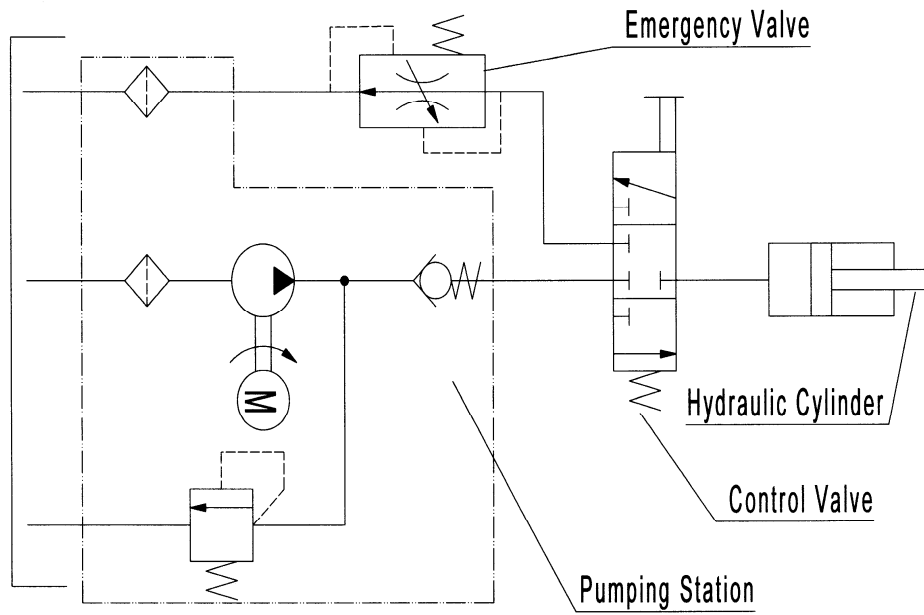 Emergency Valve
M
Hydraulic Cylinder
Control Valve
Pumping Station